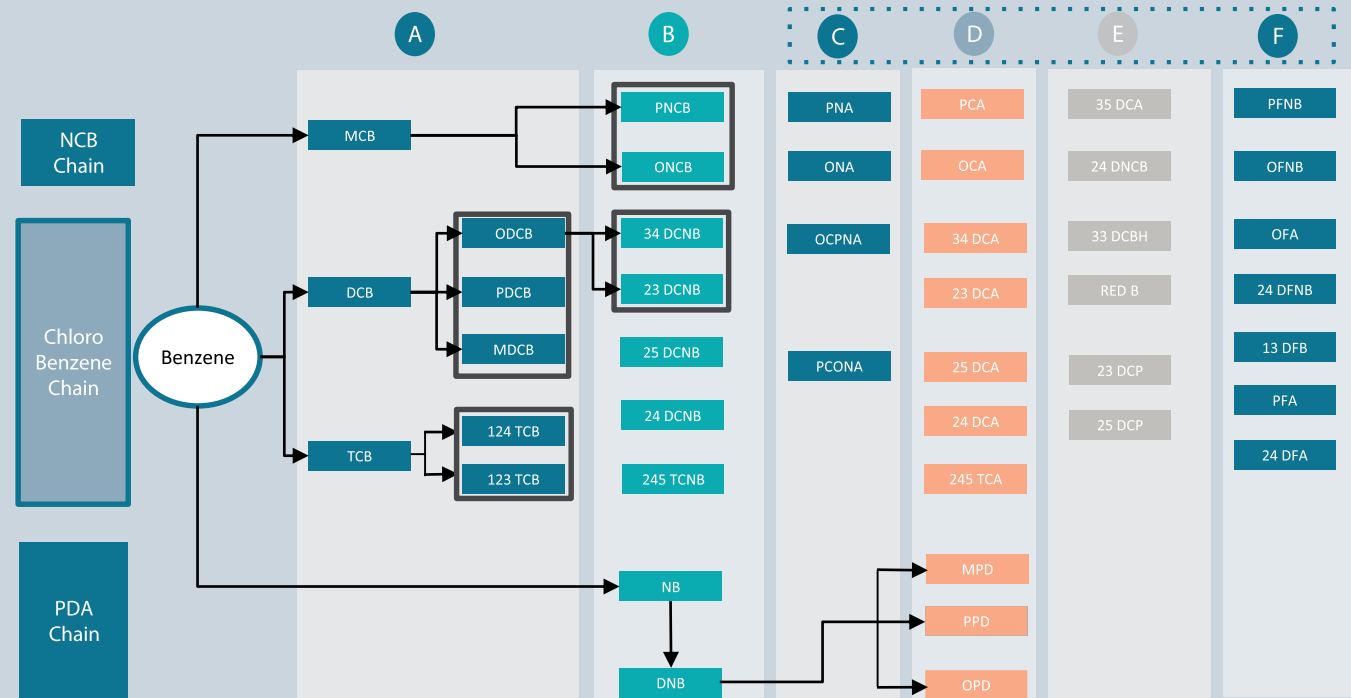 A
B
C
D
E
F
NCB
Chain
Chloro
Benzene
Chain
PDA
Chain
Benzene
MCB
DCB
TCB
ODCB
PDCB
MDCB
124 TCB
123 TCB
PNCB
ONCB
34 DCNB
23 DCNB
25 DCNB
24 DCNB
245 TCNB
NB
DNB
PNA
ONA
OCPNA
PCONA
PCA
OCA
34 DCA
23 DCA
25 DCA
24 DCA
245 TCA
MPD
PPD
OPD
35 DCA
24 DNCB
33 DCBH
RED B
23 DCP
25 DCP
PFNB
OFNB
OFA
24 DFNB
13 DFB
PFA
24 DFA